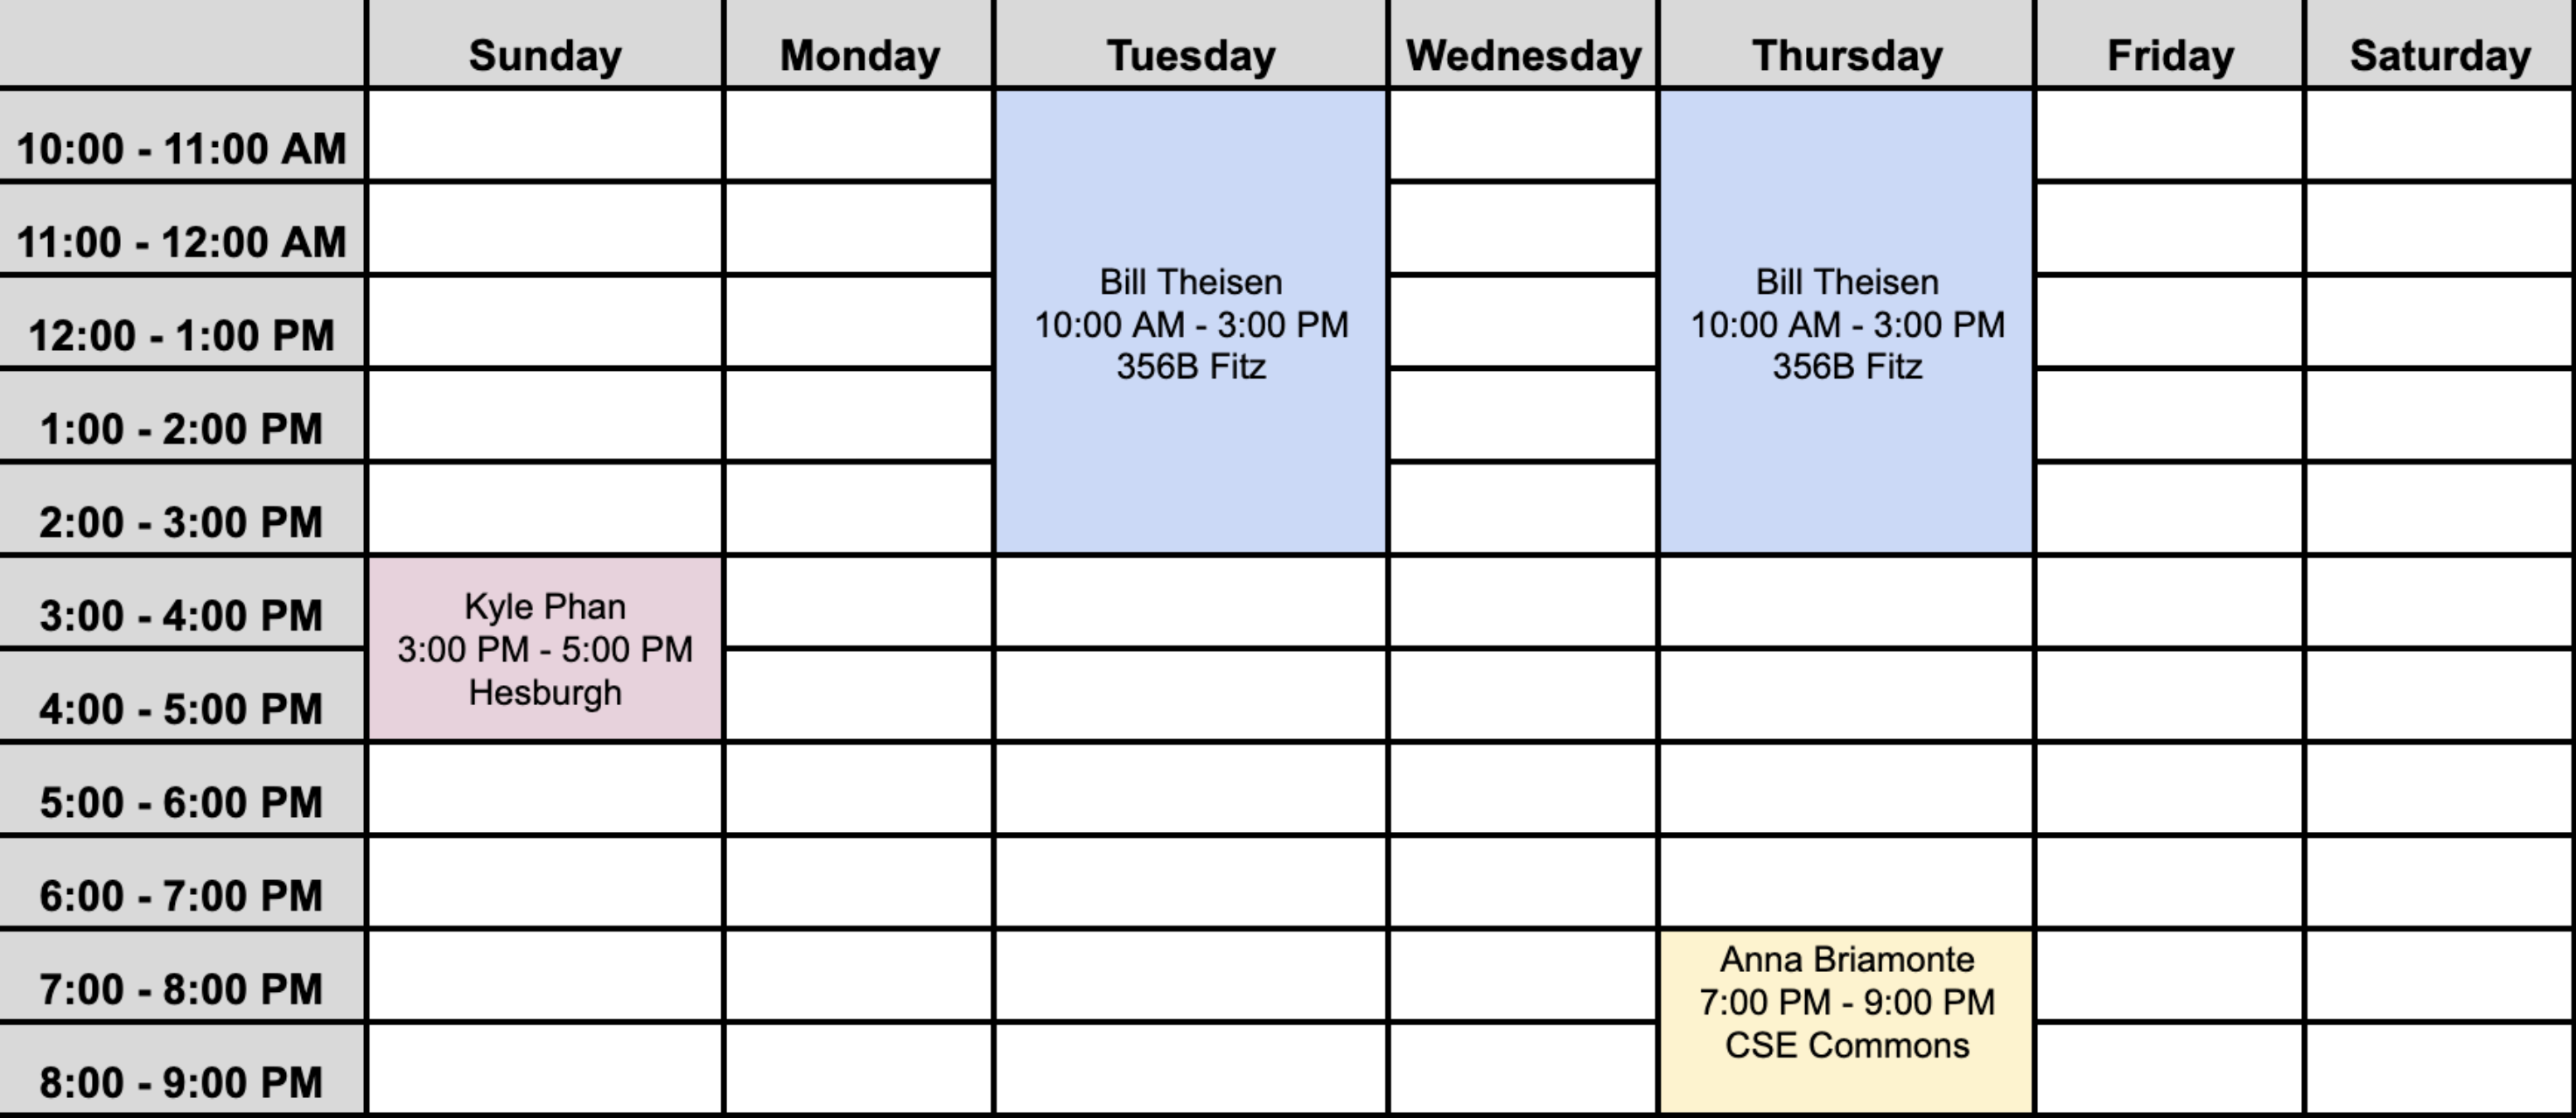 Sunday Monday Tuesday Wednesday Thursday Friday Saturday
10:00 - 11:00 AM
11:00 - 12:00 AM
12:00 - 1:00 PM
1:00 - 2:00 PM
2:00 - 3:00 PM
3:00 - 4:00 PM
4:00 - 5:00 PM
5:00 - 6:00 PM
6:00 - 7:00 PM
7:00 - 8:00 PM
8:00 - 9:00 PM
Kyle Phan
3:00 PM - 5:00 PM
Hesburgh
Bill Theisen
10:00 AM - 3:00 PM
356B Fitz
Bill Theisen
10:00 AM - 3:00 PM
356B Fitz
Anna Briamonte
7:00 PM - 9:00 PM
CSE Commons